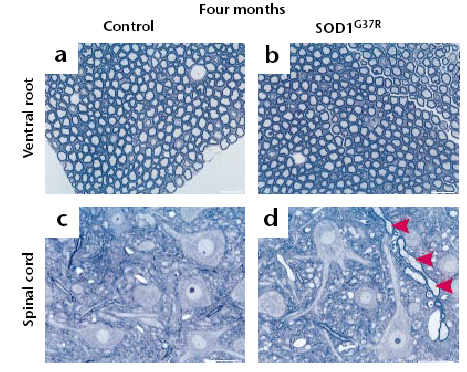 Four months
Control
SOD1G37R
Ventral root
a
b
Spinal cord
c
d